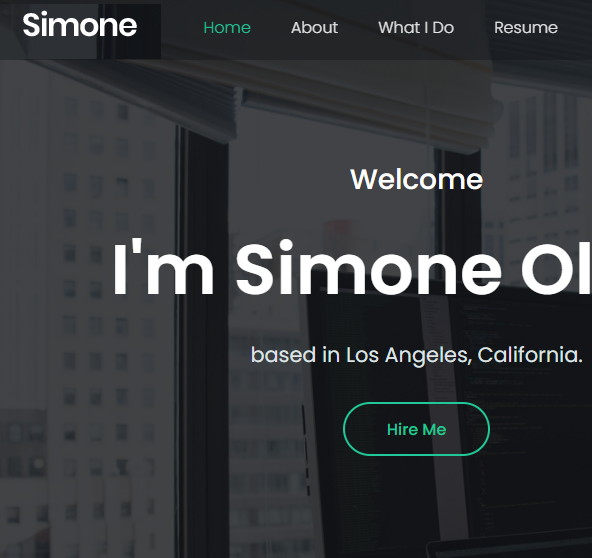 Simone Home About What I Do Resume
Welcome
I'm Simone Ol
based in Los Angeles, California.
Hire Me